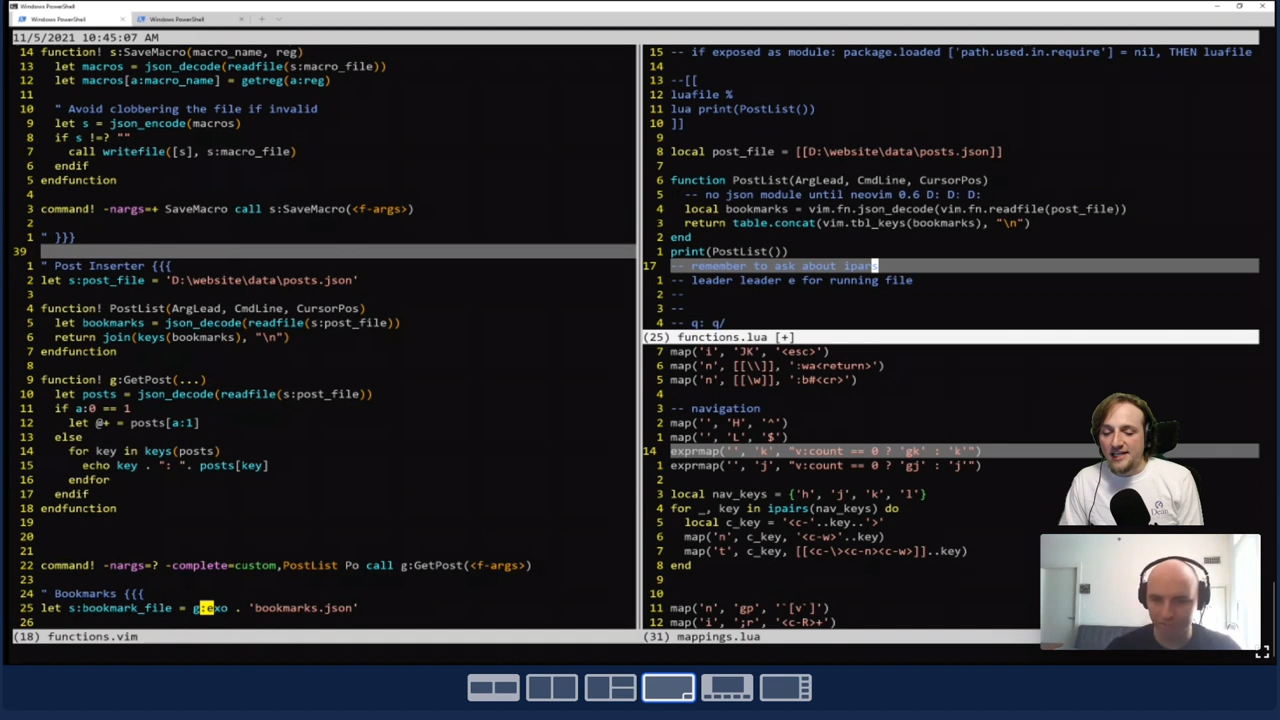 Windows PowerShell
Windows PowerShell
Windows PowerShell
11/5/2021 10:45:07 AM
14 function! s:SaveMacro(macro_name, reg)
13 let macros = json_decode(readfile(s:macro_file))
12 let macros[a:macro_name] = getreg(a:reg)
11
10 " Avoid clobbering the file if invalid
9 let s = json_encode(macros)
8 if s !=? ""
7 call writefile([s], s:macro_file)
6 endif
5 endfunction
4
3 command! -nargs=+ SaveMacro call s:SaveMacro(<f-args>)
2
1 " }}}
39
1 " Post Inserter {{{
2 let s:post_file = 'D:\website\data\posts.json'
3
4 function! PostList(ArgLead, CmdLine, CursorPos)
5 let bookmarks = json_decode(readfile(s:post_file))
6 return join(keys(bookmarks), "\n")
7 endfunction
8
9 function! g:GetPost(...)
10 let posts = json_decode(readfile(s:post_file))
11 if a:0 == 1
12 let @+ = posts[a:1]
13 else
14 for key in keys(posts)
15 echo key . ": ". posts[key]
16 endfor
17 endif
18 endfunction
19
20
21
22 command! -nargs=? -complete=custom,PostList Po call g:GetPost(<f-args>)
23
24 " Bookmarks {{{
25 let s:bookmark_file = g:exo . 'bookmarks.json'
26
(18) functions.vim
15 -- if exposed as module: package.loaded ['path.used.in.require'] = nil, THEN luafile
14
13 --[[
12 luafile %
11 lua print(PostList())
10 ]]
9
8 local post_file = [[D:\website\data\posts.json]]
7
6 function PostList(ArgLead, CmdLine, CursorPos)
5 -- no json module until neovim 0.6 D: D: D:
4 local bookmarks = vim.fn.json_decode(vim.fn.readfile(post_file))
3 return table.concat(vim.tbl_keys(bookmarks), "\n")
2 end
1 print(PostList())
17 -- remember to ask about ipars
1 -- leader leader e for running file
2 --
3 --
4 -- q: q/
(25) functions.lua [+]
7 map('i', 'JK', '<esc>')
6 map('n', [[\\]], ':wa<return>')
5 map('n', [[\w]], ':b#<cr>')
4
3 -- navigation
2 map('', 'H', '^')
1 map('', 'L', '$')
14 exprmap('', 'k', "v:count == 0 ? 'gk' : 'k'")
1 exprmap('', 'j', "v:count == 0 ? 'gj' : 'j'")
2
3 local nav_keys = {'h', 'j', 'k', 'l'}
4 for _, key in ipairs(nav_keys) do
5 local c_key = '<c-'..key..'>'
6 map('n', c_key, '<c-w>'..key)
7 map('t', c_key, [[<c-\><c-n><c-w>]]..key)
8 end
9
10
11 map('n', 'gp', '`[v`]')
12 map('i', ';r', '<c-R>+')
(31) mappings.lua